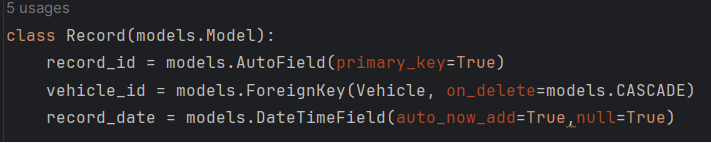 5 usages
class Record(models.Model):
    record_id = models.AutoField(primary_key=True)
    vehicle_id = models.ForeignKey(Vehicle, on_delete=models.CASCADE)
    record_date = models.DateTimeField(auto_now_add=True,null=True)